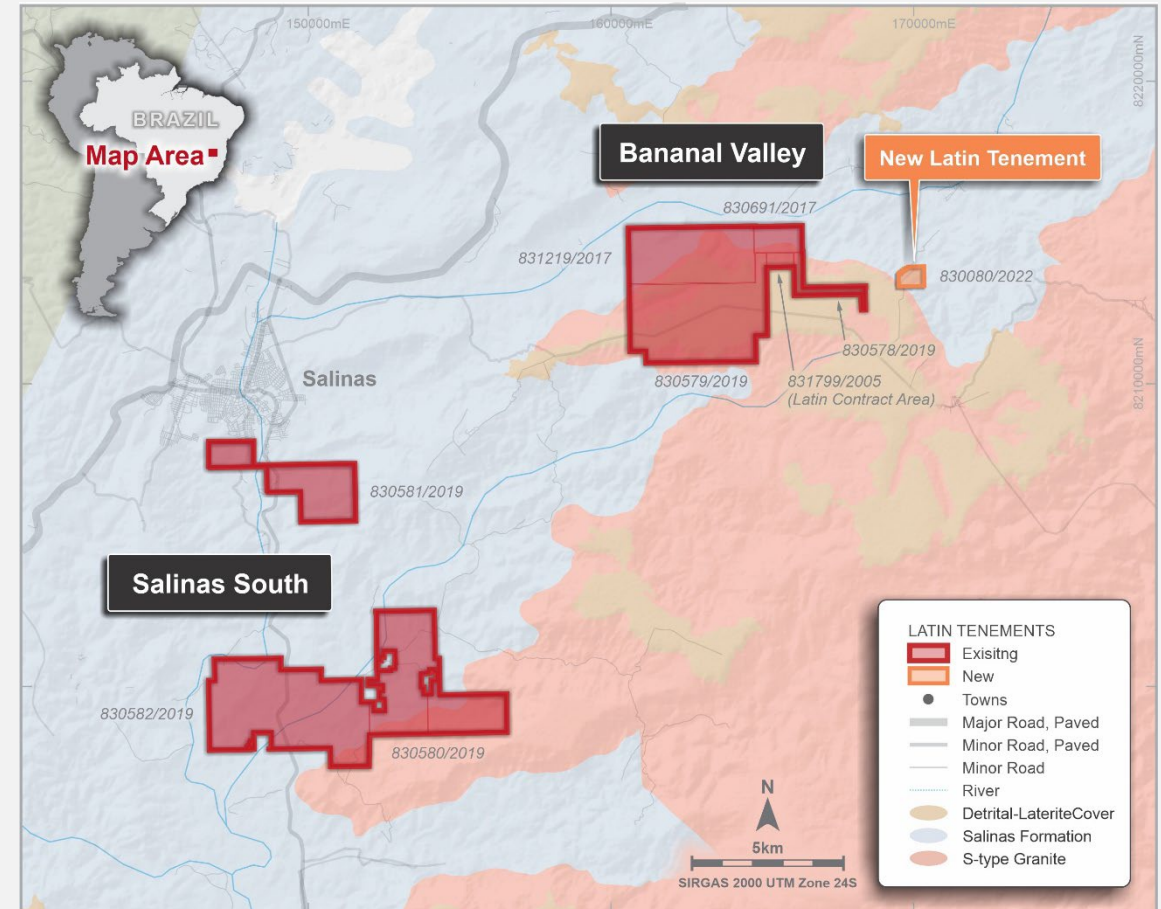 150000mE
160000mE
170000mE
8220000mN
8210000mN
BRAZIL
Map Area
Bananal Valley
New Latin Tenement
830691/2017
831219/2017
830080/2022
830578/2019
830579/2019
831799/2005
(Latin Contract Area)
Salinas
830581/2019
Salinas South
830582/2019
830580/2019
N
5km
SIRGAS 2000 UTM Zone 24S
LATIN TENEMENTS
Exisitng
New
Towns
Major Road, Paved
Minor Road, Paved
Minor Road
River
Detrital-LateriteCover
Salinas Formation
S-type Granite